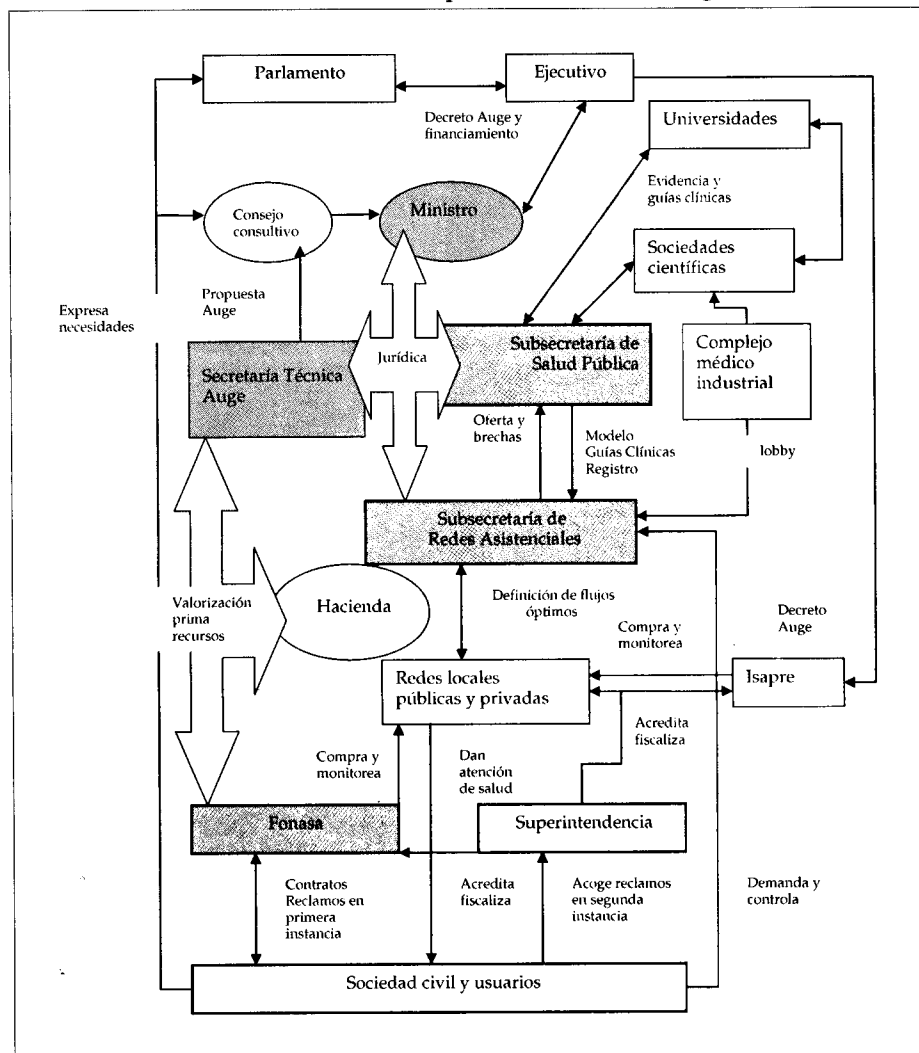 Parlamento
Ejecutivo
Decreto Auge y
financiamiento
Universidades
Evidencia y
guías clínicas
Consejo
consultivo
Ministro
Sociedades
científicas
Expresa
necesidades
Propuesta
Auge
Jurídica
Subsecretaría de
Salud Pública
Complejo
médico
industrial
Secretaría Técnica
Auge
Oferta y
brechas
Modelo
Guías Clínicas
Registro
lobby
Subsecretaría de
Redes Asistenciales
Valorización
prima
recursos
Hacienda
Definición de flujos
óptimos
Compra y
monitorea
Decreto
Auge
Redes locales
públicas y privadas
Isapre
Acredita
fiscaliza
Compra y
monitorea
Dan
atención
de salud
Fonasa
Superintendencia
Contratos
Reclamos en
primera
instancia
Acredita
fiscaliza
Acoge reclamos
en segunda
instancia
Demanda y
controla
Sociedad civil y usuarios